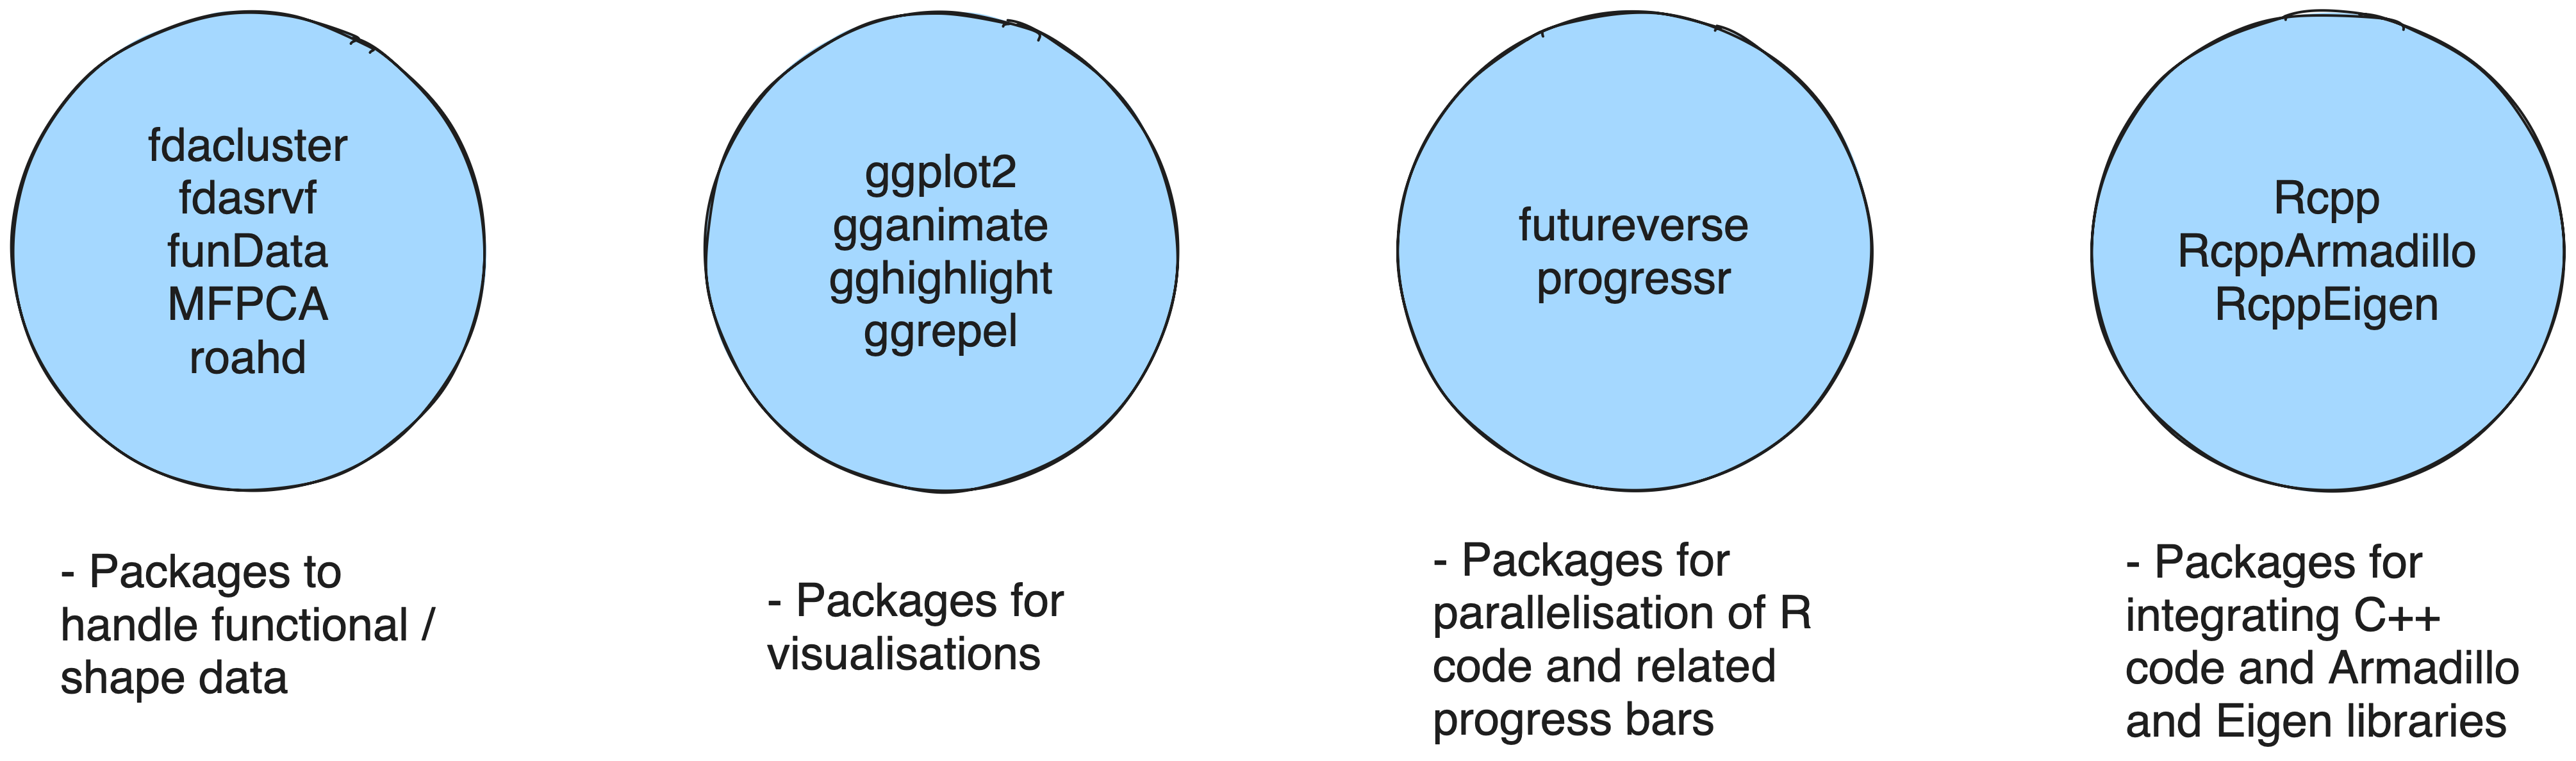 fdacluster
fdasrvf
funData
MFPCA
roahd
- Packages to
handle functional /
shape data
ggplot2
gganimate
gghighlight
ggrepel
- Packages for
visualisations
futureverse
progressr
- Packages for
parallelisation of R
code and related
progress bars
Rcpp
RcppArmadillo
RcppEigen
- Packages for
integrating C++
code and Armadillo
and Eigen libraries